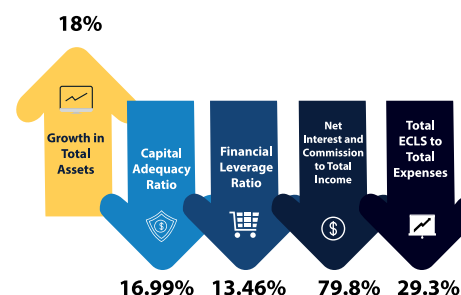 18%
Growth in
Total
Assets
Capital
Adequacy
Ratio
Financial
Leverage
Ratio
Net
Interest and
Commission
to Total
Income
Total
ECLS to
Total
Expenses
$
$
16.99%
13.46%
79.8%
29.3%